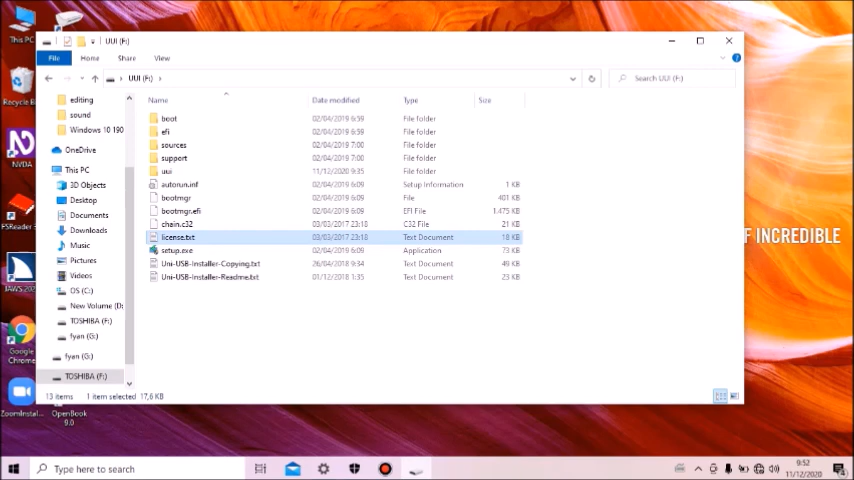 This PC
Recycle Bi
NVDA
FSReader
JAWS 202
Google
Chrome
ZoomInstal...
OpenBook
9.0
UUI (F:)
File
Home
Share
View
UUI (F:)
Search UUI (F:)
editing
sound
Windows 10 190
OneDrive
This PC
3D Objects
Desktop
Documents
Downloads
Music
Pictures
Videos
OS (C:)
New Volume (D:
TOSHIBA (F:)
fyan (G:)
fyan (G:)
TOSHIBA (F:)
Name Date modified Type Size
boot 02/04/2019 6:59 File folder
efi 02/04/2019 6:59 File folder
sources 02/04/2019 7:00 File folder
support 02/04/2019 7:00 File folder
uui 11/12/2020 9:35 File folder
autorun.inf 02/04/2019 6:09 Setup Information 1 KB
bootmgr 02/04/2019 6:09 File 401 KB
bootmgr.efi 02/04/2019 6:09 EFI File 1.475 KB
chain.c32 03/03/2017 23:18 C32 File 21 KB
license.txt 03/03/2017 23:18 Text Document 18 KB
setup.exe 02/04/2019 6:09 Application 73 KB
Uni-USB-Installer-Copying.txt 26/04/2018 9:34 Text Document 49 KB
Uni-USB-Installer-Readme.txt 01/12/2018 1:35 Text Document 23 KB
13 items 1 item selected 17,6 KB
F INCREDIBLE
Type here to search
9:52
11/12/2020